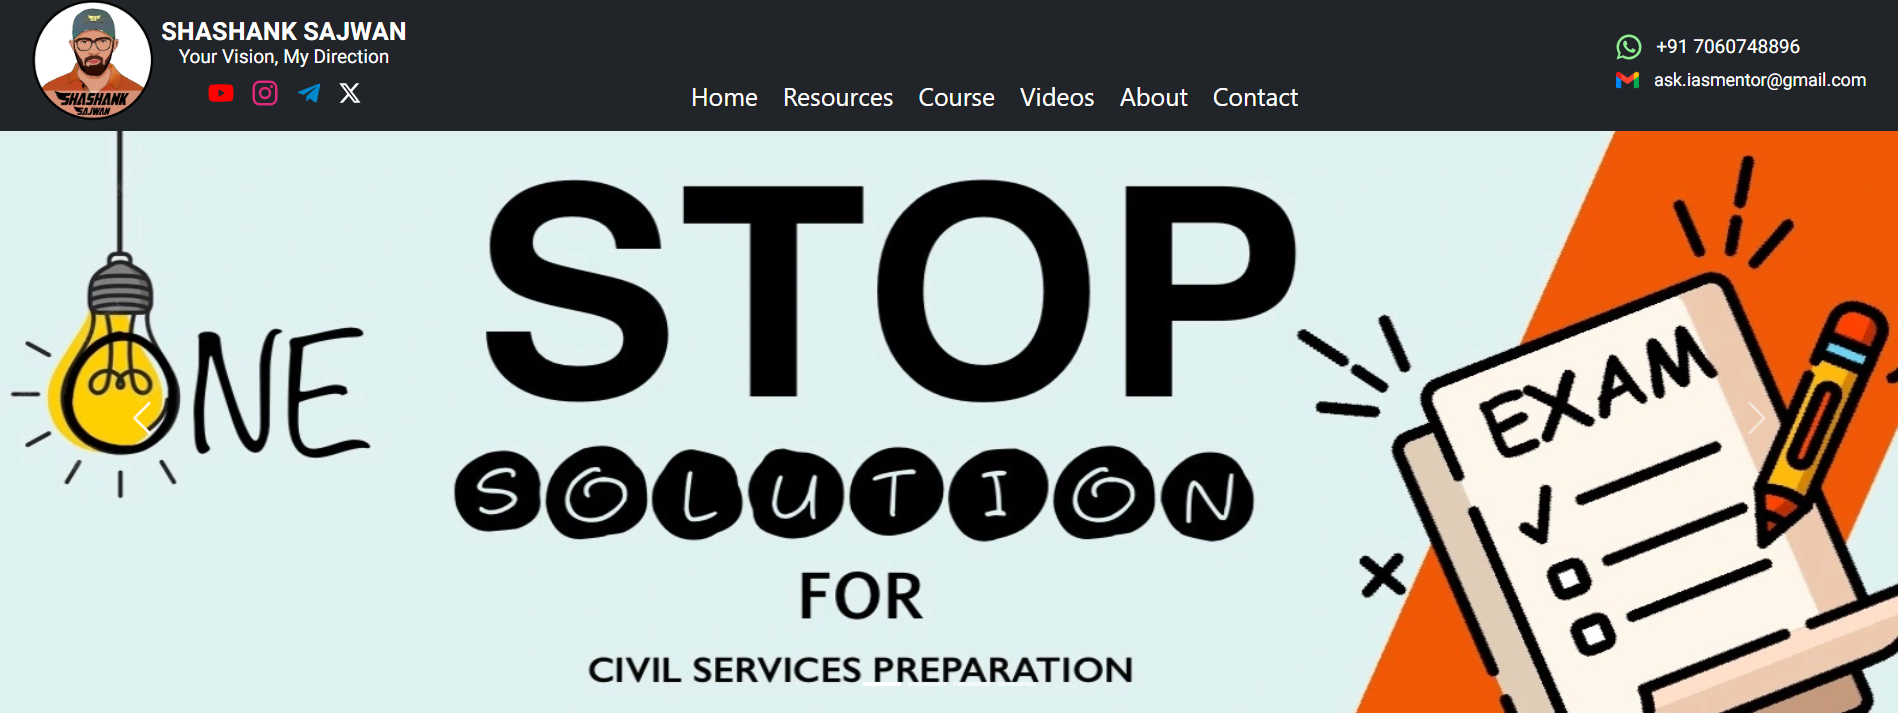 SHASHANK SAJWAN
Your Vision, My Direction
SHASHANK
SAJWAN
+91 7060748896
ask.iasmentor@gmail.com
Home Resources Course Videos About Contact
ONE
STOP
SOLUTION
FOR
CIVIL SERVICES PREPARATION
EXAM